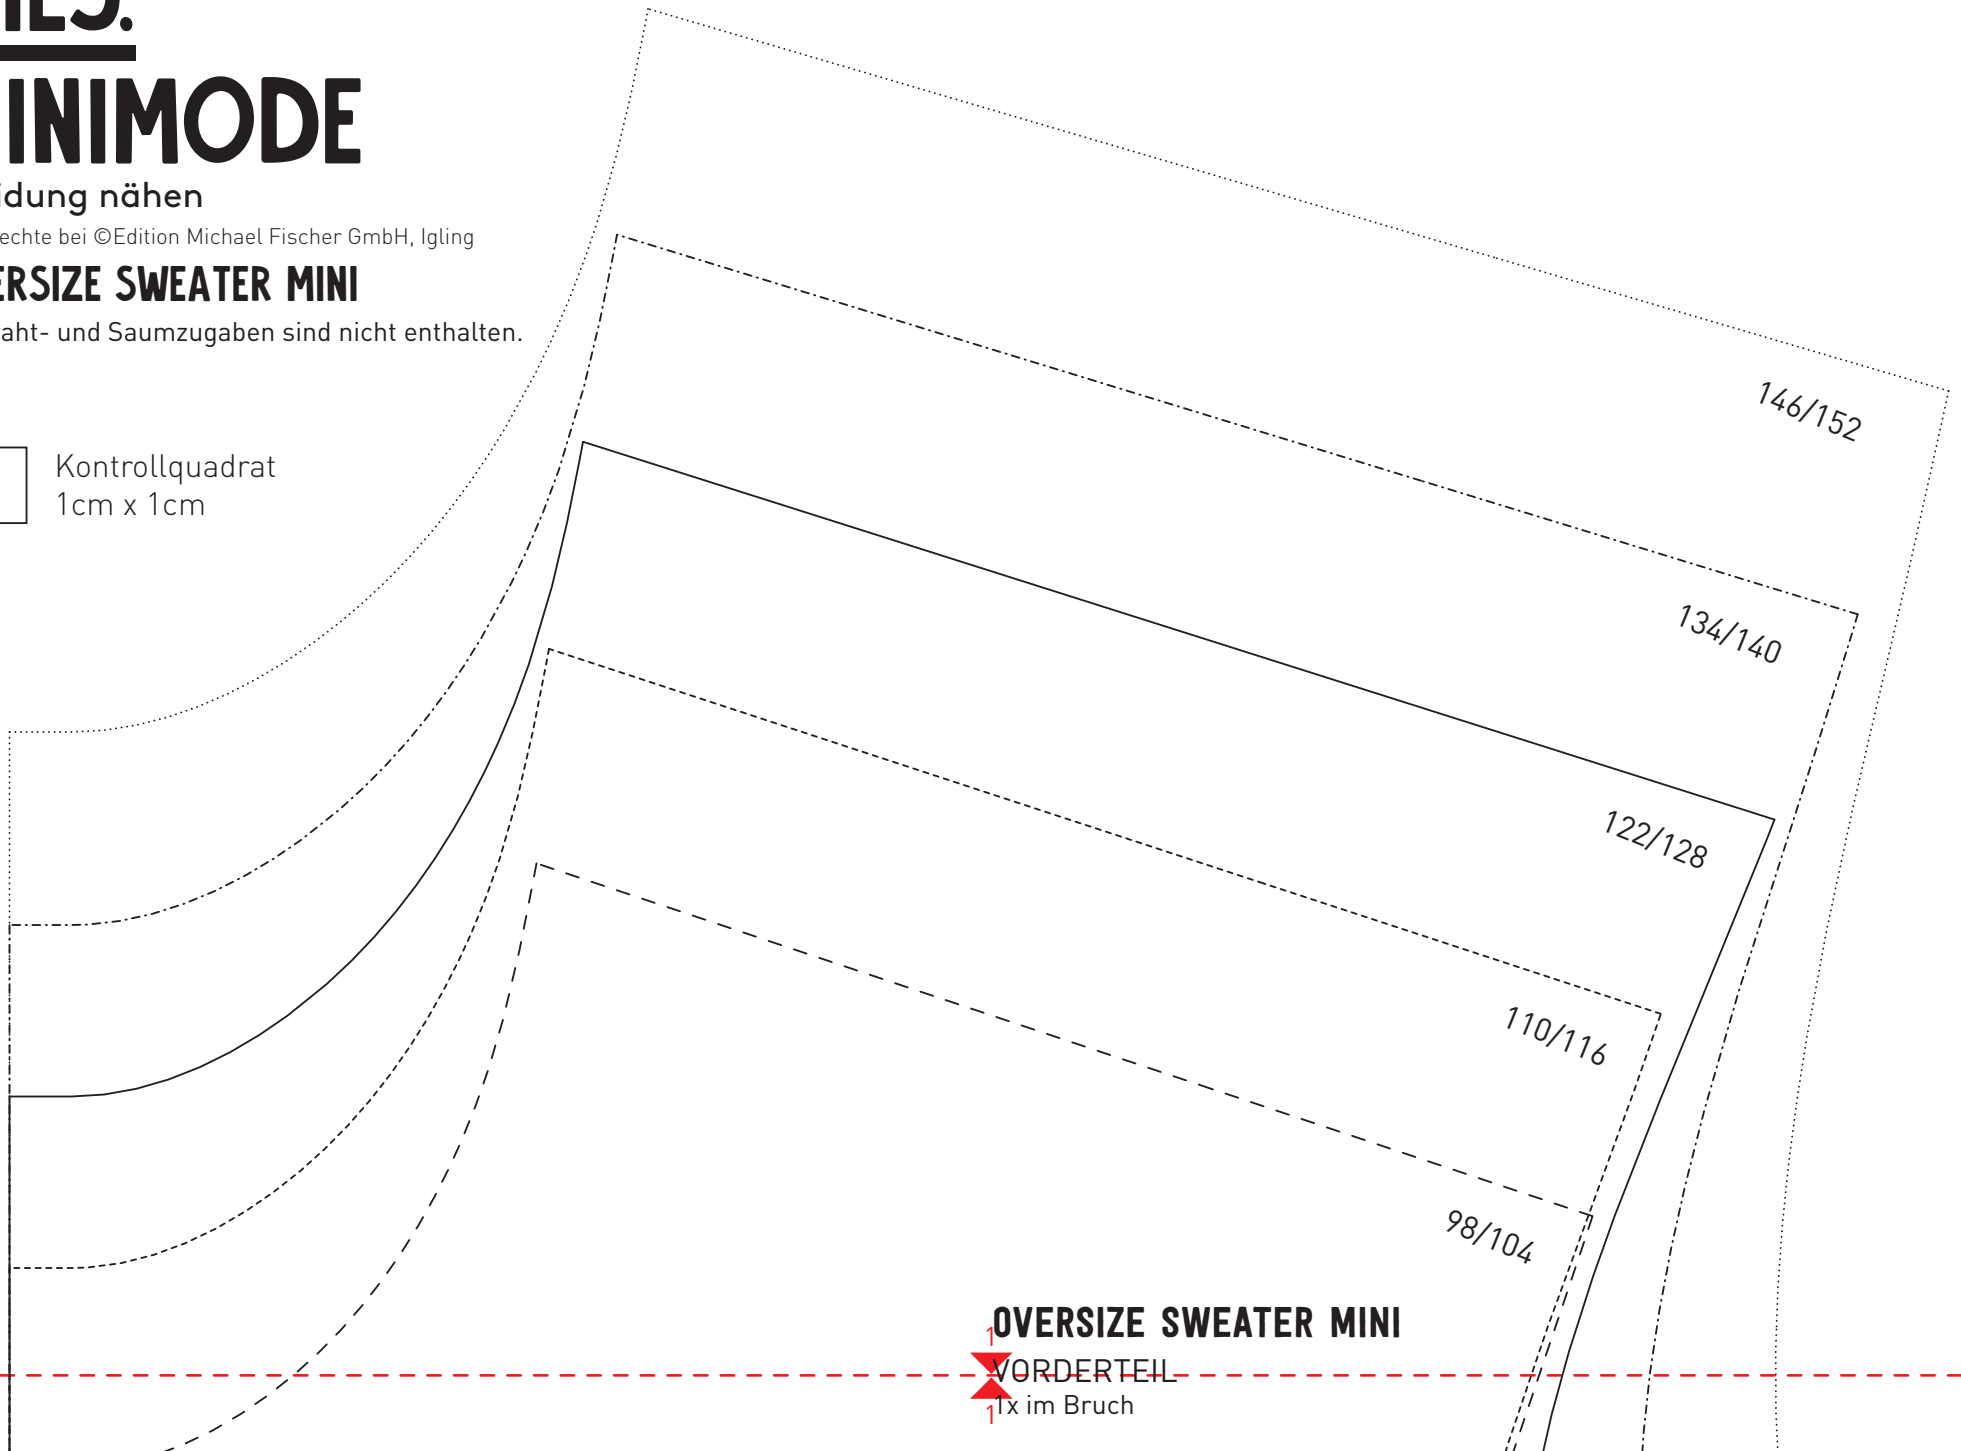 INIMODE
idung nähen
echte bei ©Edition Michael Fischer GmbH, Igling
ERSIZE SWEATER MINI
aht- und Saumzugaben sind nicht enthalten.
Kontrollquadrat
1cm x 1cm
146/152
134/140
122/128
110/116
98/104
OVERSIZE SWEATER MINI
1
VORDERTEIL
1x im Bruch
1